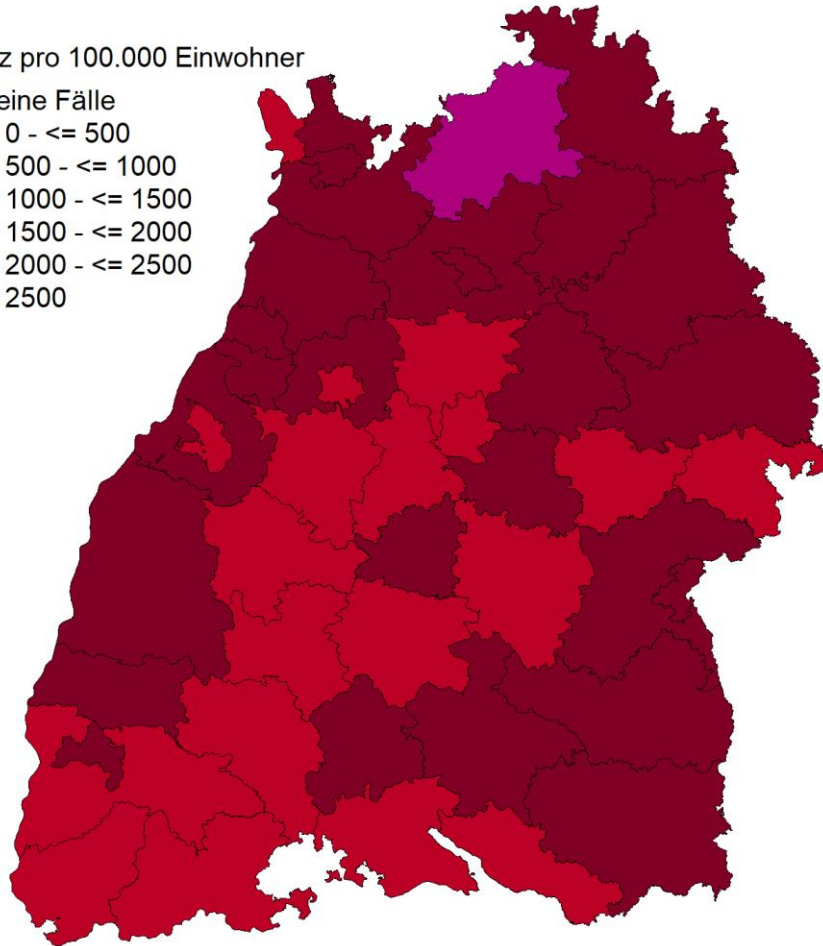 z pro 100.000 Einwohner
eine Fälle
0 - <= 500
500 - <= 1000
1000 - <= 1500
1500 - <= 2000
2000 - <= 2500
2500